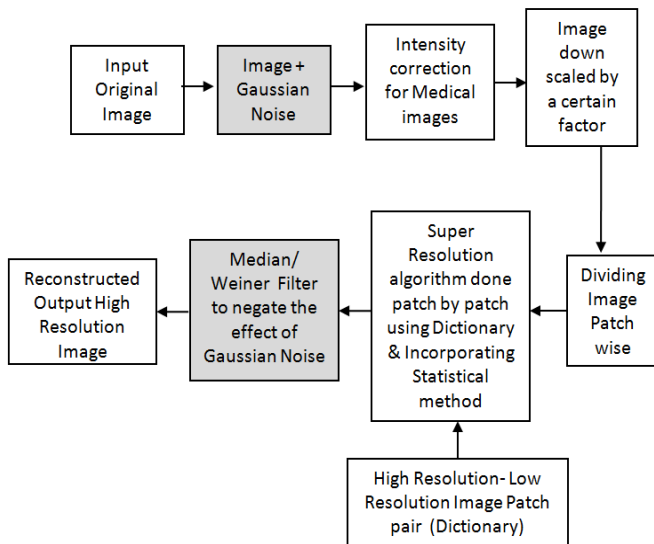 Input
Original
Image
Image +
Gaussian
Noise
Intensity
correction
for Medical
images
Image
down
scaled by
a certain
factor
Dividing
Image
Patch
wise
Super
Resolution
algorithm done
patch by patch
using Dictionary
& Incorporating
Statistical
method
High Resolution- Low
Resolution Image Patch
pair (Dictionary)
Median/
Weiner Filter
to negate the
effect of
Gaussian Noise
Reconstructed
Output High
Resolution
Image